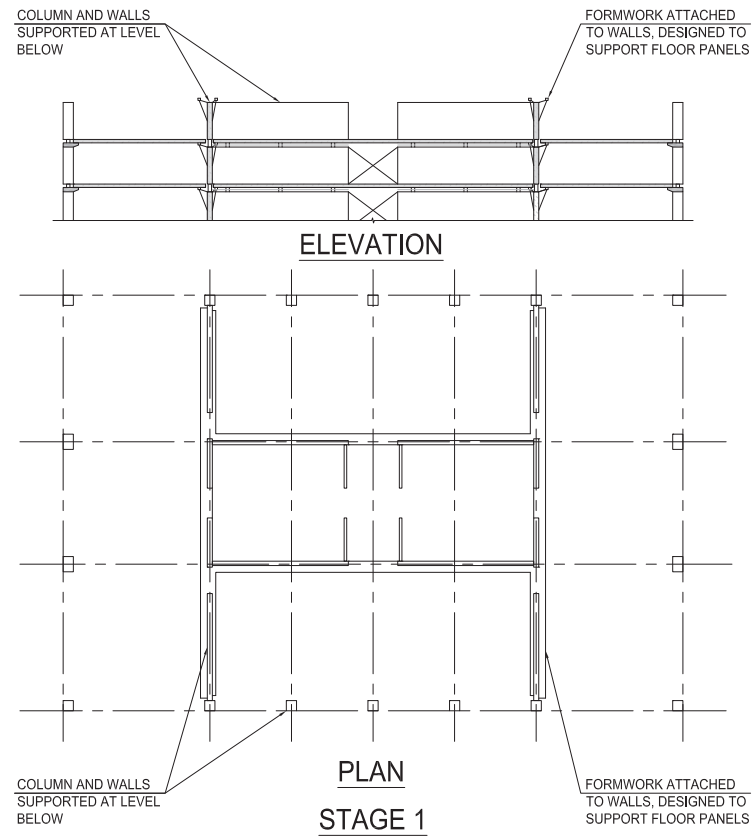 COLUMN AND WALLS
SUPPORTED AT LEVEL
BELOW
FORMWORK ATTACHED
TO WALLS, DESIGNED TO
SUPPORT FLOOR PANELS
ELEVATION
COLUMN AND WALLS
SUPPORTED AT LEVEL
BELOW
PLAN
STAGE 1
FORMWORK ATTACHED
TO WALLS, DESIGNED TO
SUPPORT FLOOR PANELS